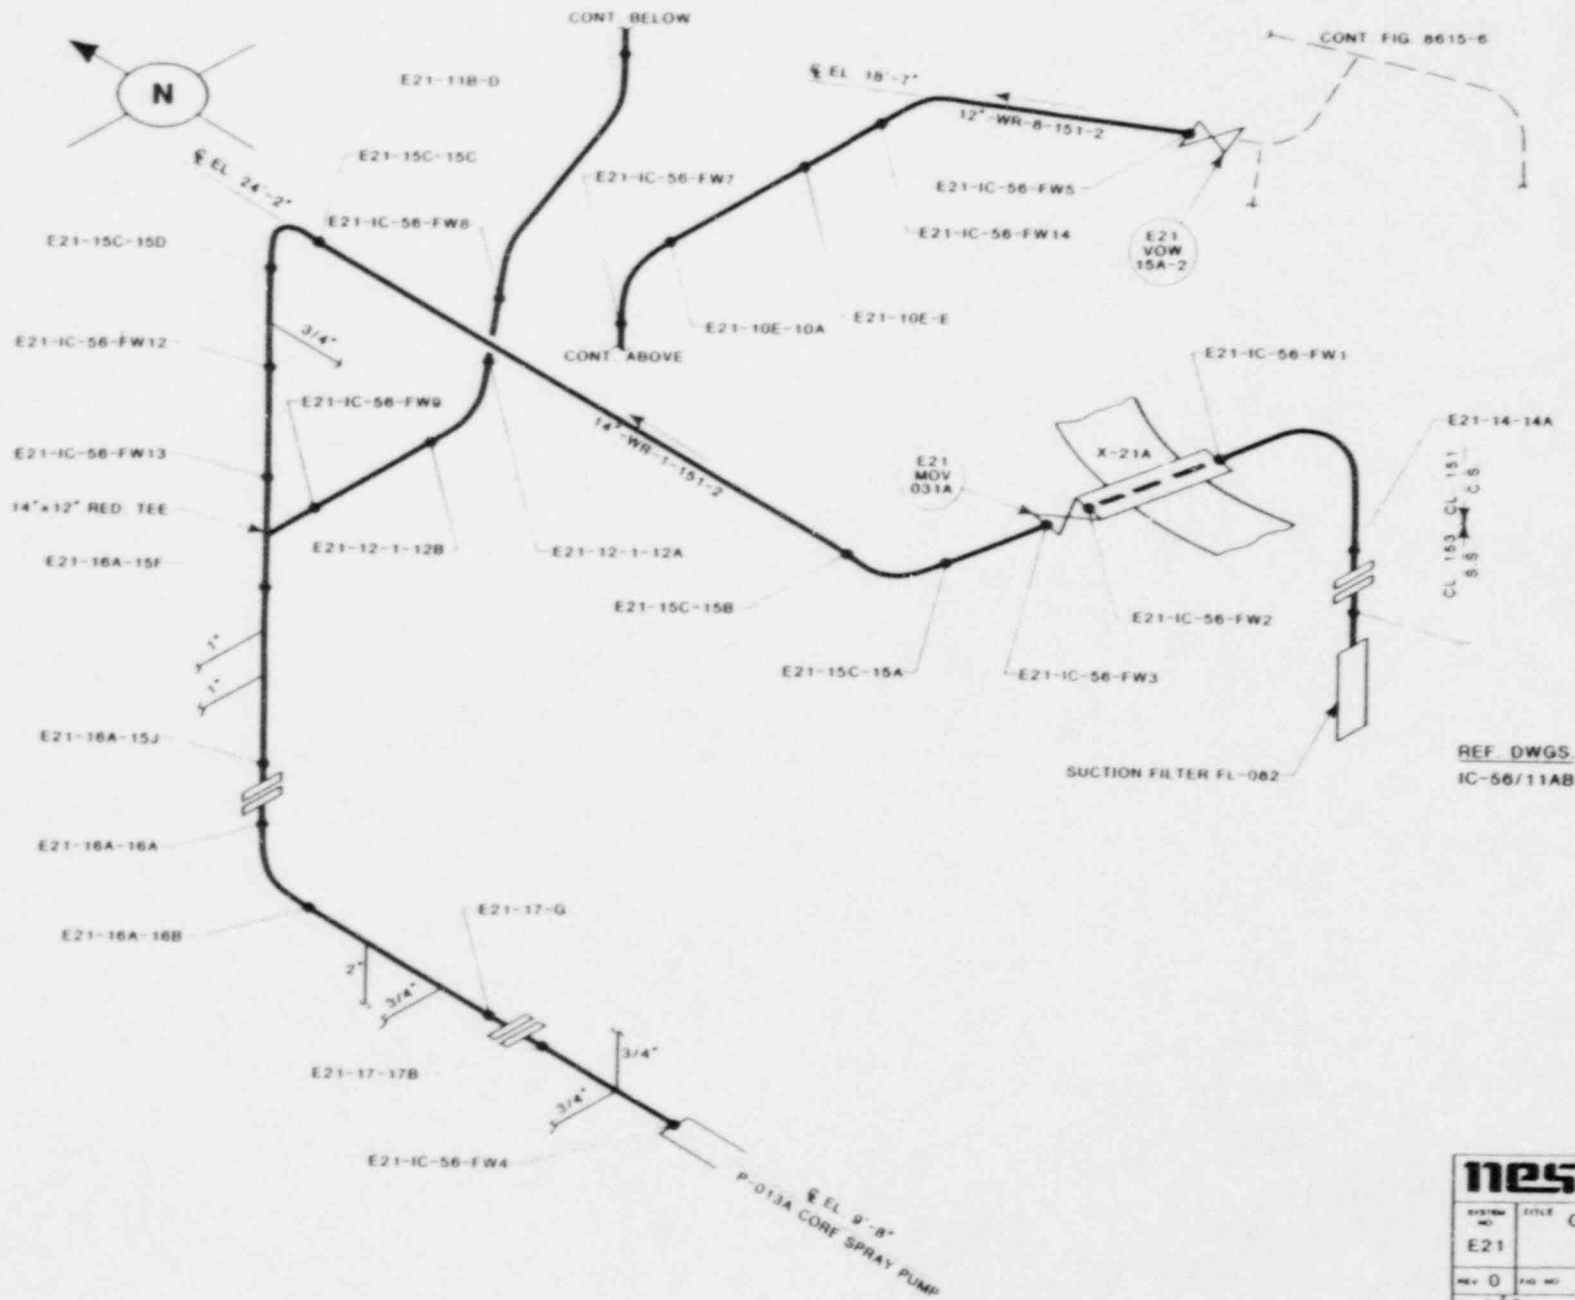 CONT. BELOW
CONT. FIG. 8615-6
E21-11B-D
℄ EL 18'-7"
N
12"-WR-8-151-2
E21-15C-15C
℄ EL 24'-2"
E21-IC-56-FW7
E21-IC-56-FW5
E21-IC-56-FW8
E21-IC-56-FW14
E21
VOW
15A-2
E21-15C-15D
E21-10E-10A
E21-10E-E
3/4"
E21-IC-56-FW12
CONT. ABOVE
E21-IC-56-FW1
E21-IC-56-FW9
14"-WR-1-151-2
E21-14-14A
E21-IC-56-FW13
X-21A
E21
MOV
031A
CL 153 CL 151
S.S C.S
14"x12" RED. TEE
E21-12-1-12B
E21-12-1-12A
E21-16A-15F
E21-15C-15B
E21-IC-56-FW2
1"
E21-15C-15A
E21-IC-56-FW3
1"
E21-16A-15J
SUCTION FILTER FL-082
REF. DWGS.
IC-56/11AB
E21-16A-16A
E21-17-G
E21-16A-16B
2"
3/4"
E21-17-17B
3/4"
3/4"
E21-IC-56-FW4
℄ EL 9'-8"
P-013A CORE SPRAY PUMP
nes
SYSTEM NO.
TITLE
E21
REV 0
FIG NO